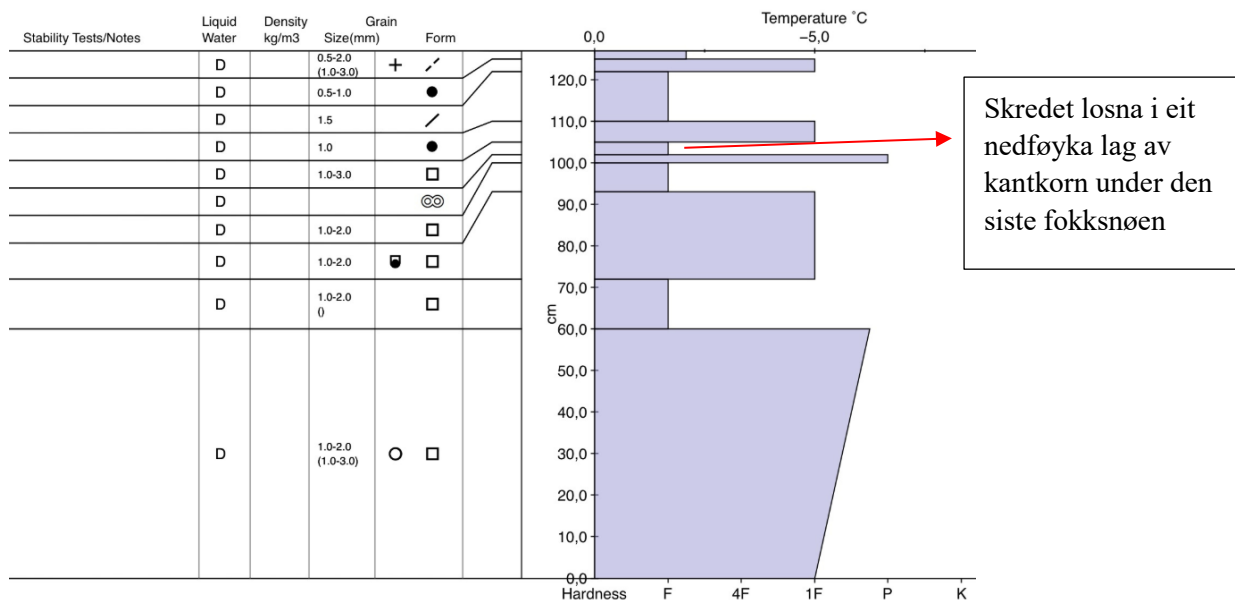 Temperature ˚C
Liquid Density Grain
Stability Tests/Notes Water kg/m3 Size(mm) Form
0,0 −5,0
D 0.5-2.0
(1.0-3.0)
D 0.5-1.0
D 1.5
D 1.0
D 1.0-3.0
D
D 1.0-2.0
D 1.0-2.0
D 1.0-2.0
()
D 1.0-2.0
(1.0-3.0)
cm
120,0
110,0
100,0
90,0
80,0
70,0
60,0
50,0
40,0
30,0
20,0
10,0
0,0
Hardness F 4F 1F P K
Skredet losna i eit
nedføyka lag av
kantkorn under den
siste fokksnøen